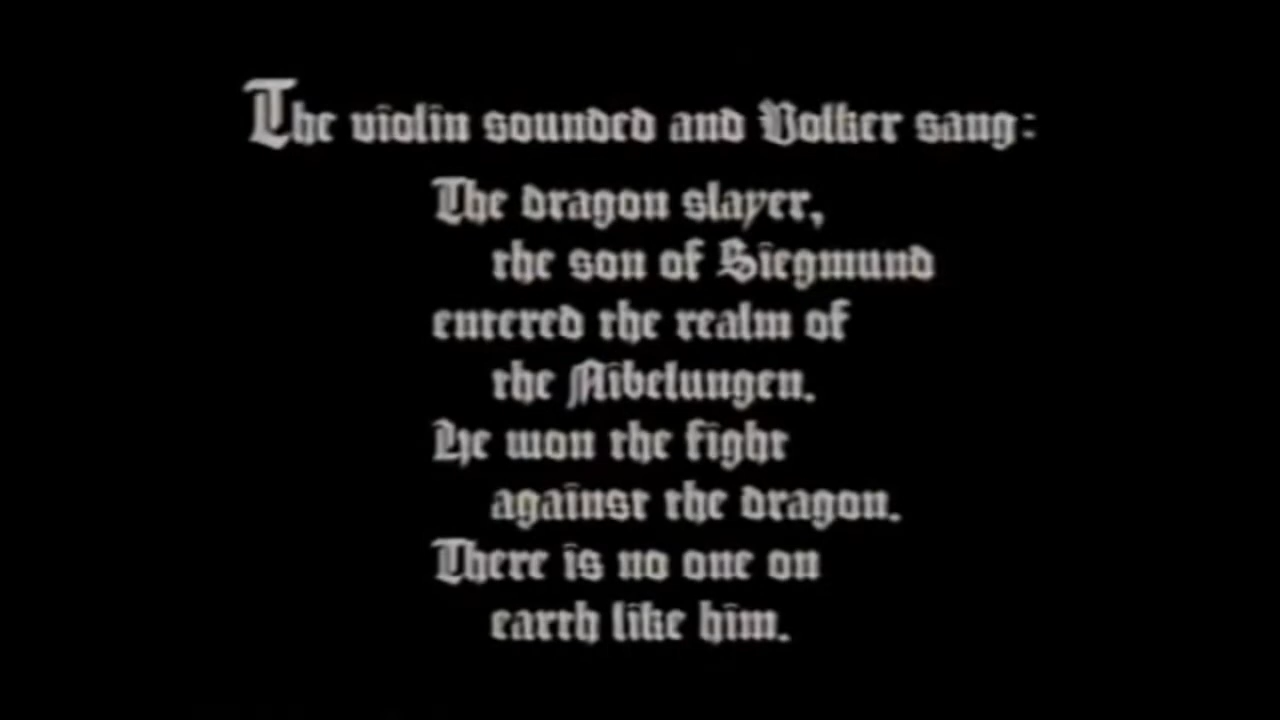 The violin sounded and Volker sang:
The dragon slayer,
the son of Siegmund
entered the realm of
the Nibelungen.
He won the fight
against the dragon.
There is no one on
earth like him.